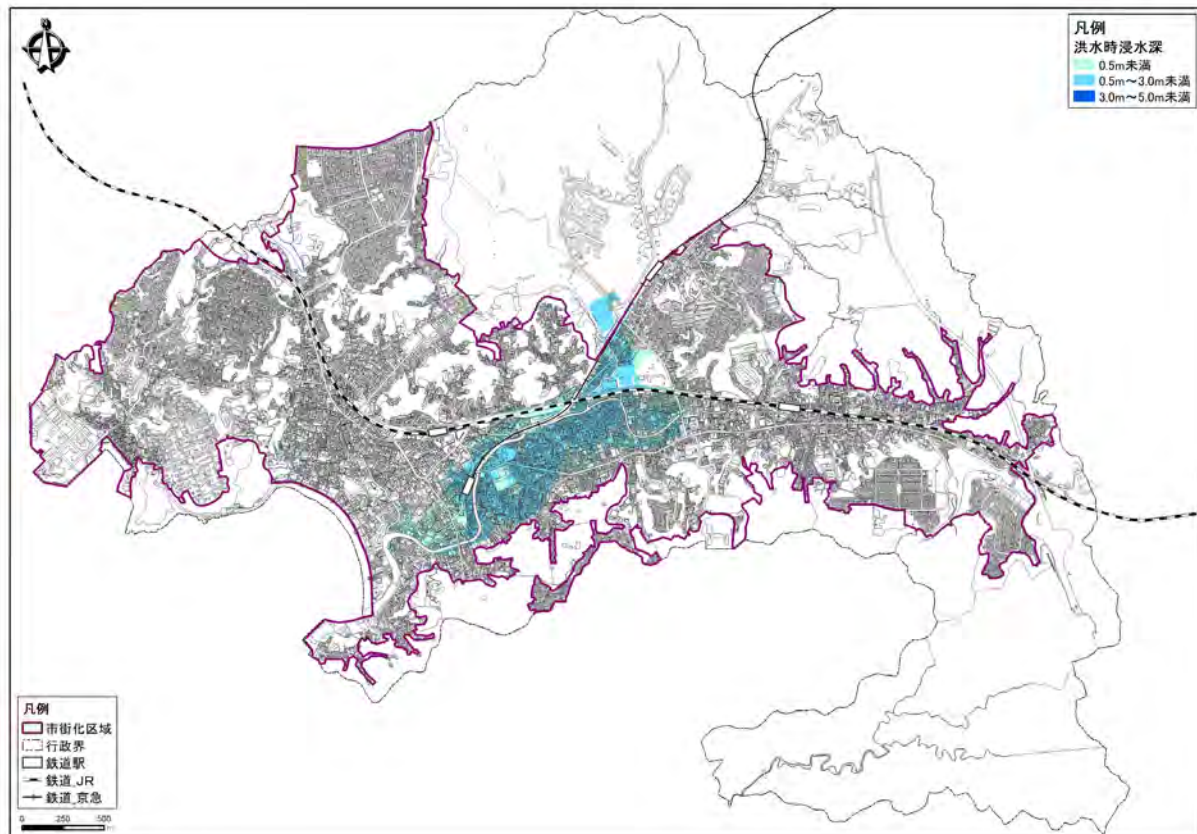 凡例
洪水時浸水深
0.5m未満
0.5m～3.0m未満
3.0m～5.0m未満
凡例
市街化区域
行政界
鉄道駅
鉄道_JR
鉄道_京急
0 250 500
m